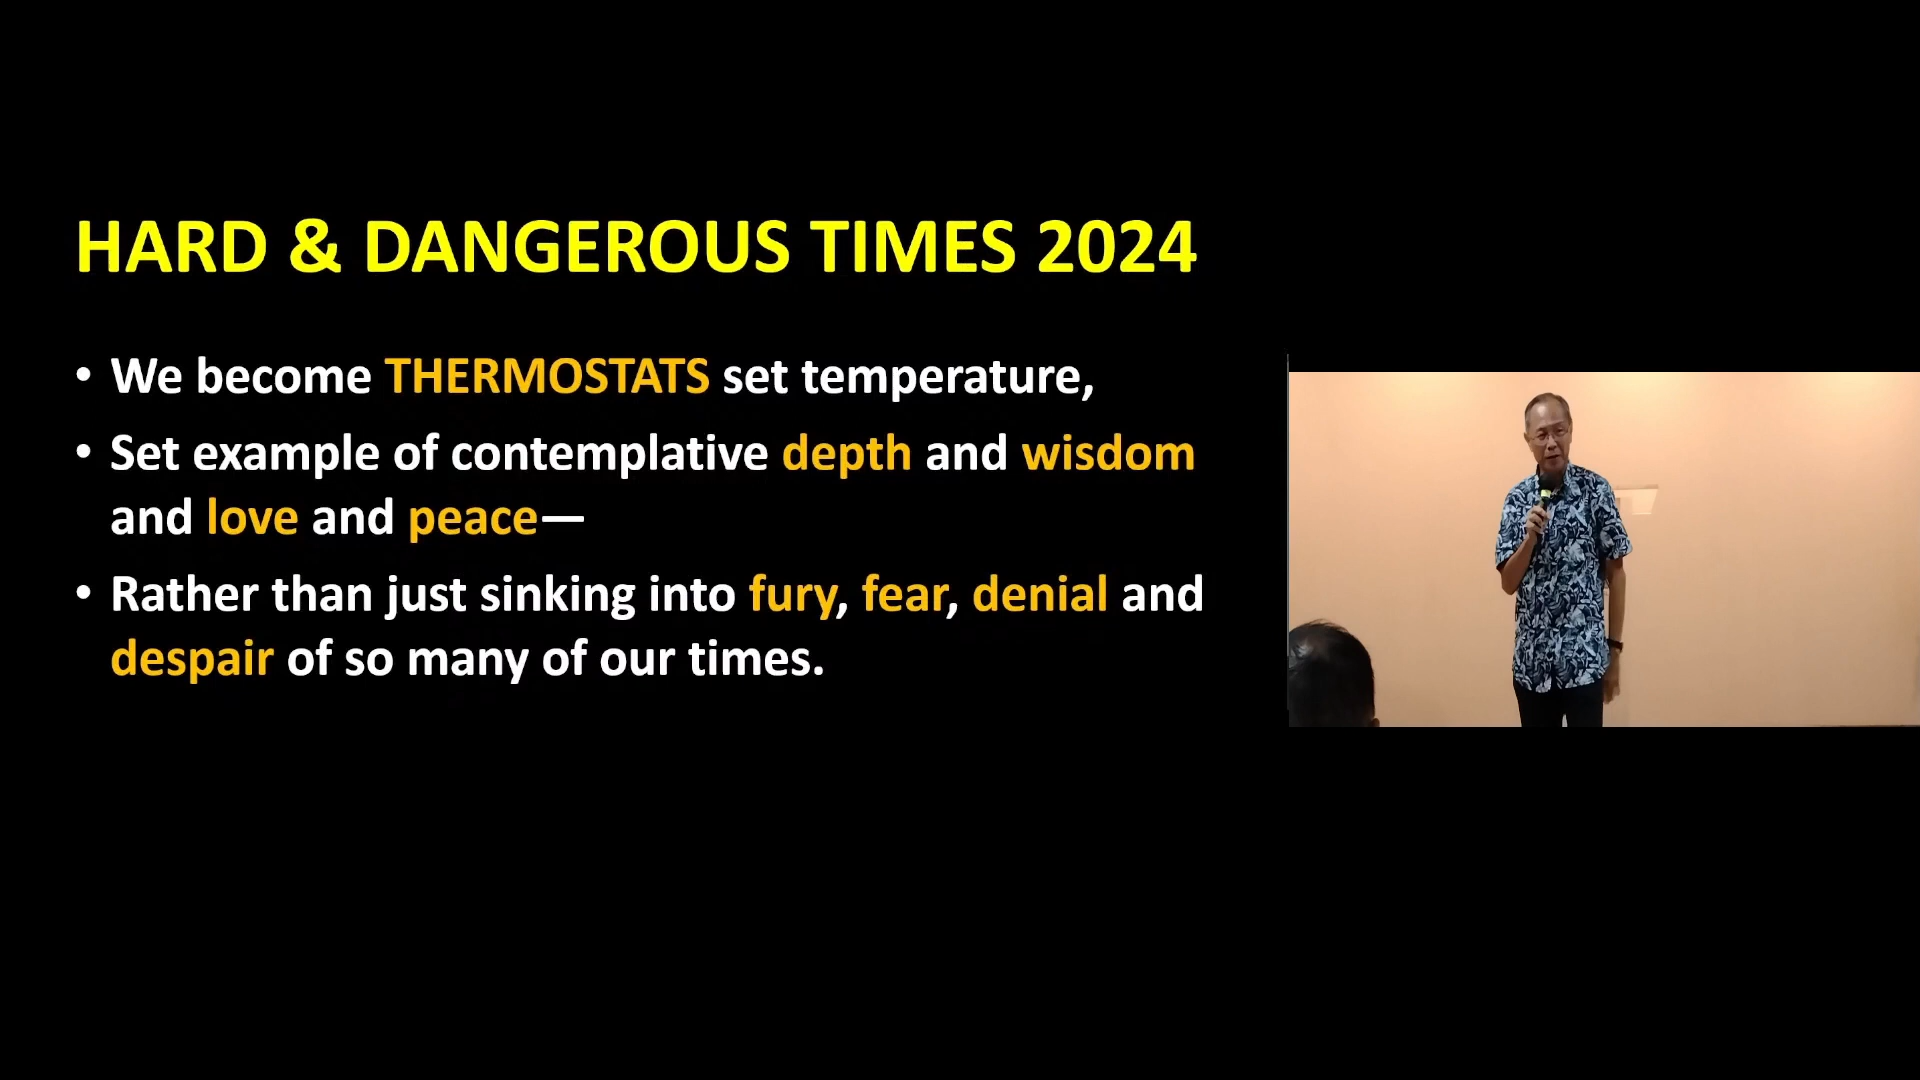 HARD & DANGEROUS TIMES 2024
• We become THERMOSTATS set temperature,
• Set example of contemplative depth and wisdom
and love and peace—
• Rather than just sinking into fury, fear, denial and
despair of so many of our times.